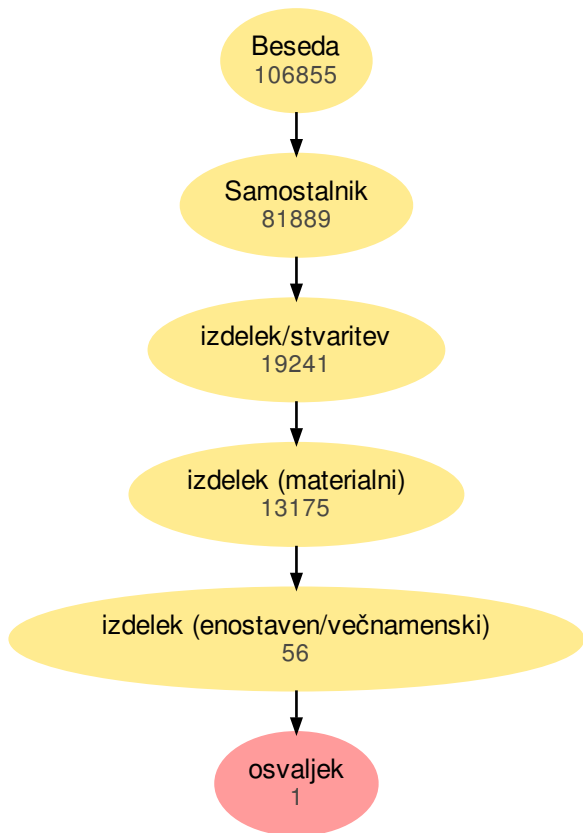 Beseda
106855
Samostalnik
81889
izdelek/stvaritev
19241
izdelek (materialni)
13175
izdelek (enostaven/večnamenski)
56
osvaljek
1